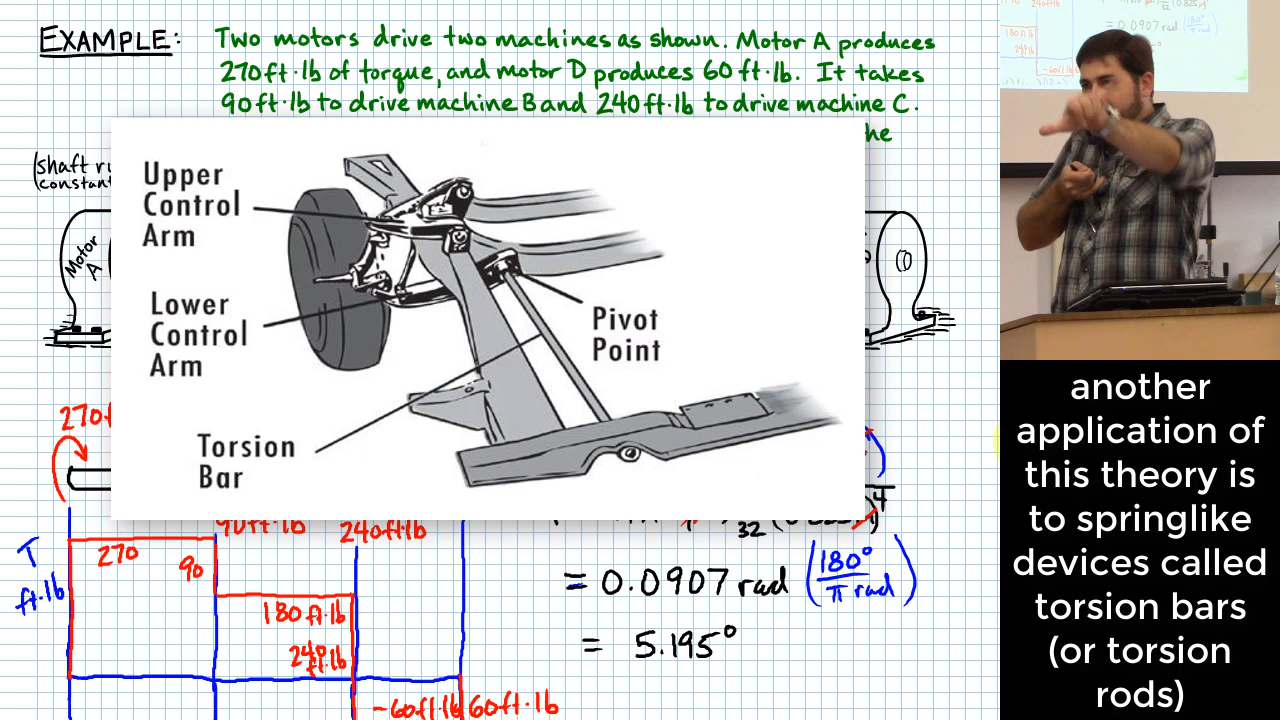 EXAMPLE: Two motors drive two machines as shown. Motor A produces
270 ft·lb of torque, and motor D produces 60 ft·lb. It takes
90 ft·lb to drive machine B and 240 ft·lb to drive machine C.
the
(shaft
(constant
Motor A
Upper
Control
Arm
Lower
Control
Arm
Pivot
Point
Torsion
Bar
270
90 ft·lb
240 ft·lb
4
32
T
ft·lb
270
90
180 ft·lb
240
ft·lb
-60 ft·lb
60 ft·lb
= 0.0907 rad (180°/π rad)
= 5.195°
= 0.0907 (180°/π rad)
another
application of
this theory is
to springlike
devices called
torsion bars
(or torsion
rods)